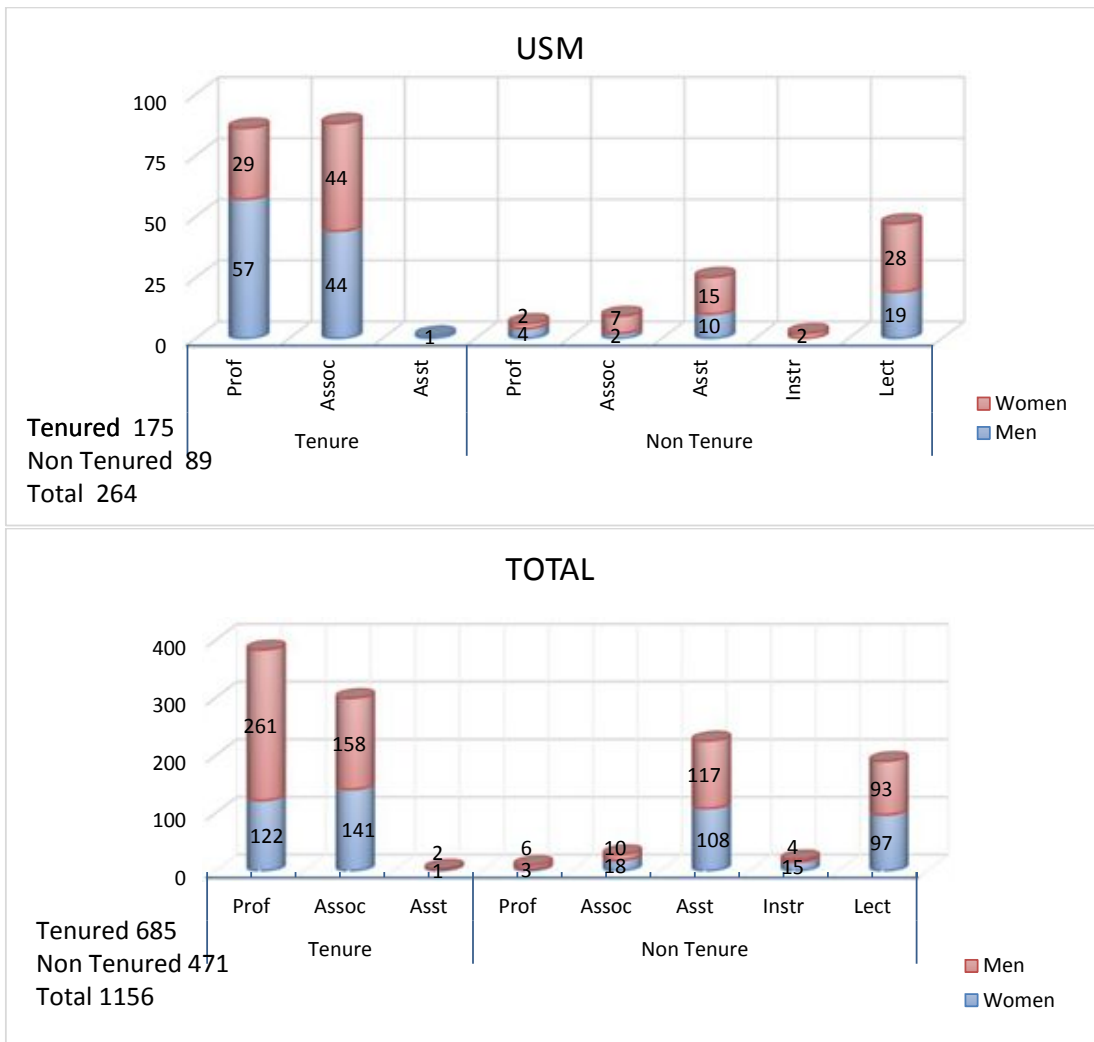 USM
100
75
50
25
0
29
57
44
44
1
2
4
7
2
15
10
2
28
19
Prof
Assoc
Asst
Prof
Assoc
Asst
Instr
Lect
Tenure
Non Tenure
Women
Men
Tenured 175
Non Tenured 89
Total 264
TOTAL
400
300
200
100
0
261
122
158
141
2
1
6
3
10
18
117
108
4
15
93
97
Prof Assoc Asst Prof Assoc Asst Instr Lect
Tenure Non Tenure
Men
Women
Tenured 685
Non Tenured 471
Total 1156